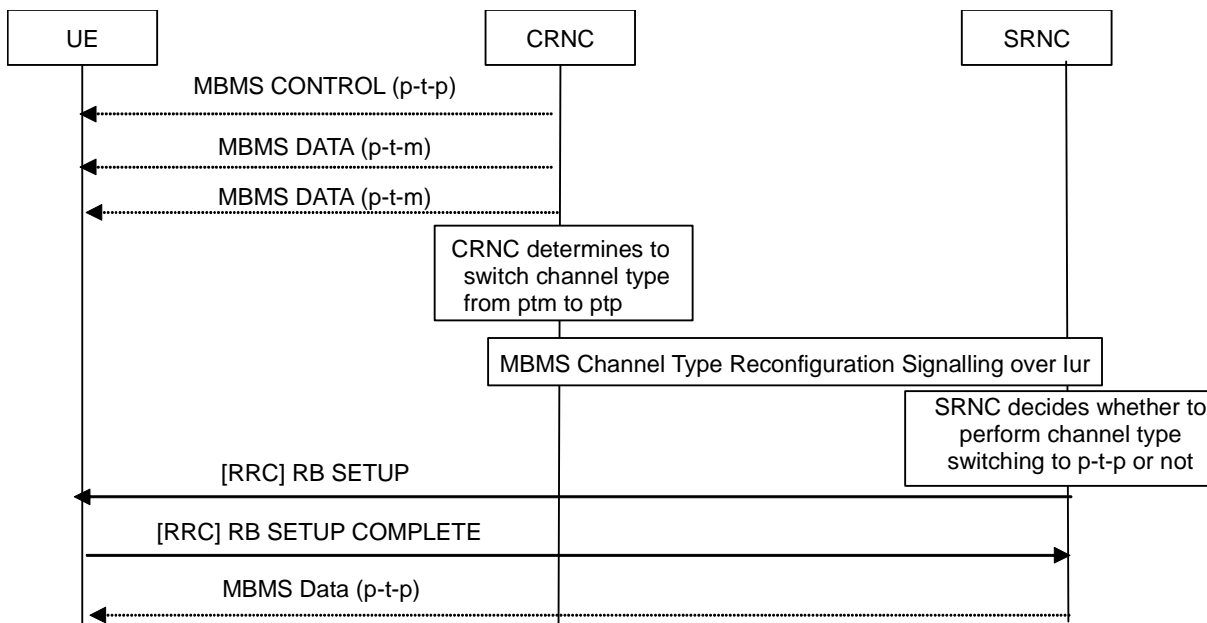 UE
CRNC
SRNC
MBMS CONTROL (p-t-p)
MBMS DATA (p-t-m)
MBMS DATA (p-t-m)
CRNC determines to
switch channel type
from ptm to ptp
MBMS Channel Type Reconfiguration Signalling over Iur
SRNC decides whether to
perform channel type
switching to p-t-p or not
[RRC] RB SETUP
[RRC] RB SETUP COMPLETE
MBMS Data (p-t-p)